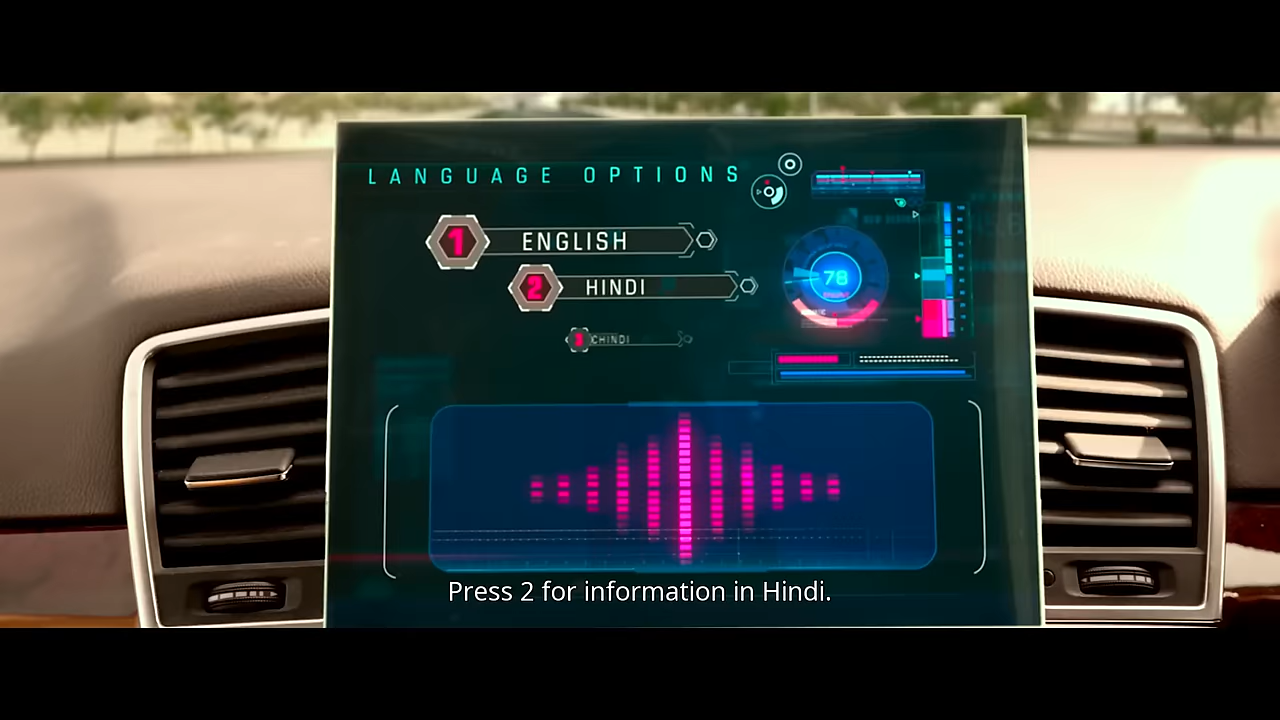 LANGUAGE OPTIONS
1 ENGLISH
2 HINDI
3 CHINDI
78
Press 2 for information in Hindi.